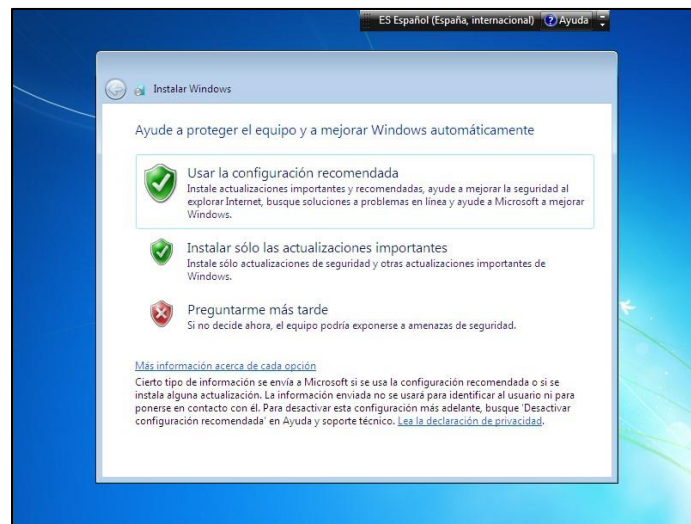 ES Español (España, internacional) Ayuda
Instalar Windows
Ayude a proteger el equipo y a mejorar Windows automáticamente
Usar la configuración recomendada
Instale actualizaciones importantes y recomendadas, ayude a mejorar la seguridad al
explorar Internet, busque soluciones a problemas en línea y ayude a Microsoft a mejorar
Windows.
Instalar sólo las actualizaciones importantes
Instale sólo actualizaciones de seguridad y otras actualizaciones importantes de
Windows.
Preguntarme más tarde
Si no decide ahora, el equipo podría exponerse a amenazas de seguridad.
Más información acerca de cada opción
Cierto tipo de información se envía a Microsoft si se usa la configuración recomendada o si se
instala alguna actualización. La información enviada no se usará para identificar al usuario ni para
ponerse en contacto con él. Para desactivar esta configuración más adelante, busque 'Desactivar
configuración recomendada' en Ayuda y soporte técnico. Lea la declaración de privacidad.